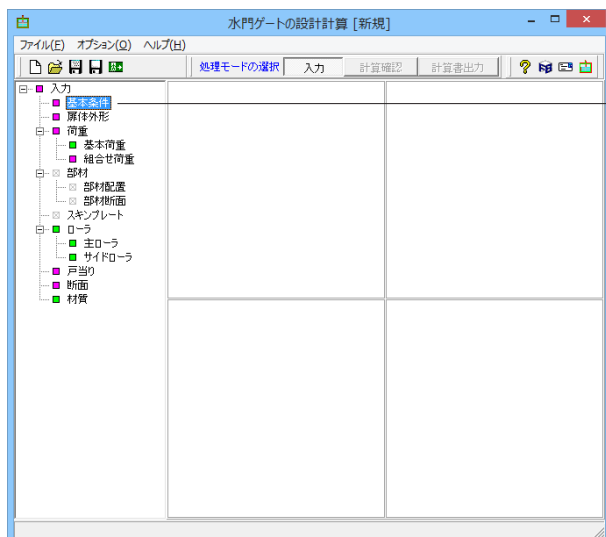 水門ゲートの設計計算 [新規]
ファイル(F) オプション(O) ヘルプ(H)
処理モードの選択 入力 計算確認 計算書出力
入力
基本条件
扉体外形
荷重
基本荷重
組合せ荷重
部材
部材配置
部材断面
スキンプレート
ローラ
主ローラ
サイドローラ
戸当り
断面
材質